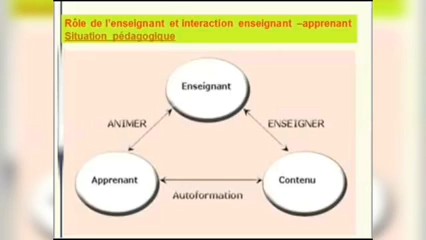 Rôle de l'enseignant et interaction enseignant –apprenant
Situation pédagogique
Enseignant
ANIMER
ENSEIGNER
Apprenant
Contenu
Autoformation